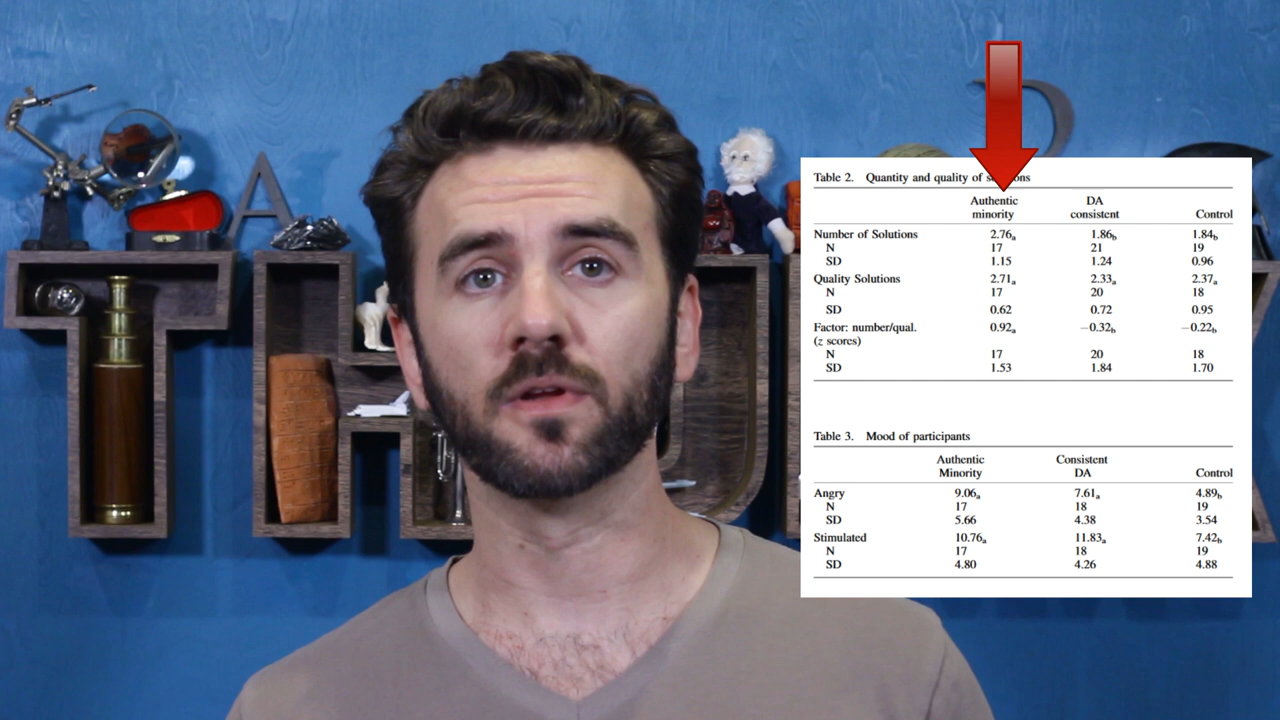 A
THU
Table 2. Quantity and quality of
Authentic minority DA consistent Control
Number of Solutions 2.76a 1.86b 1.84b
N 17 21 19
SD 1.15 1.24 0.96
Quality Solutions 2.71a 2.33a 2.37a
N 17 20 18
SD 0.62 0.72 0.95
Factor: number/qual. 0.92a −0.32b −0.22b
(z scores)
N 17 20 18
SD 1.53 1.84 1.70
Table 3. Mood of participants
Authentic Minority Consistent DA Control
Angry 9.06a 7.61a 4.89b
N 17 18 19
SD 5.66 4.38 3.54
Stimulated 10.76a 11.83a 7.42b
N 17 18 19
SD 4.80 4.26 4.88